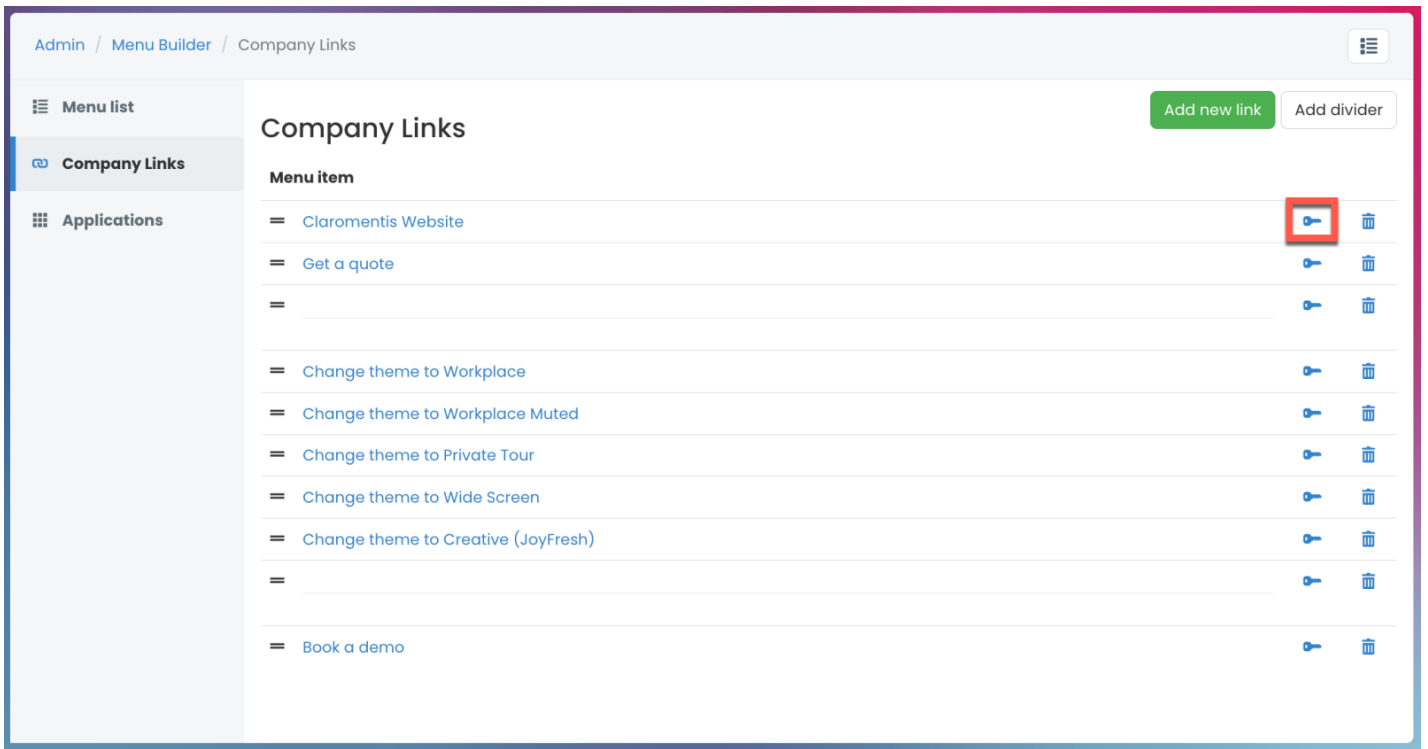 Admin / Menu Builder / Company Links
Menu list
Company Links
Applications
Company Links
Add new link
Add divider
Menu item
Claromentis Website
Get a quote
Change theme to Workplace
Change theme to Workplace Muted
Change theme to Private Tour
Change theme to Wide Screen
Change theme to Creative (JoyFresh)
Book a demo